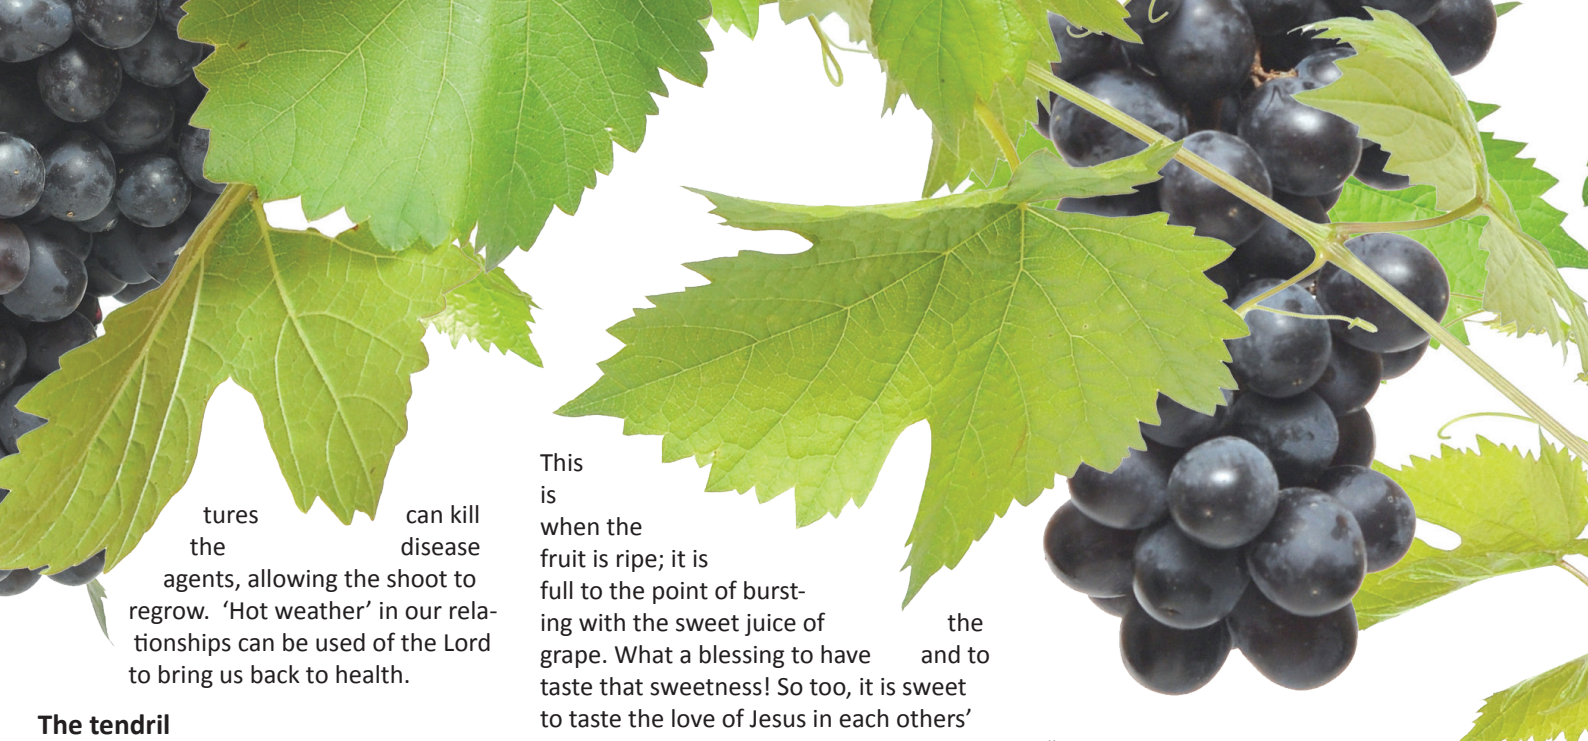 tures can kill
the disease
agents, allowing the shoot to
regrow. ‘Hot weather’ in our rela-
tionships can be used of the Lord
to bring us back to health.
The tendril
This
is
when the
fruit is ripe; it is
full to the point of burst-
ing with the sweet juice of the
grape. What a blessing to have and to
taste that sweetness! So too, it is sweet
to taste the love of Jesus in each others’